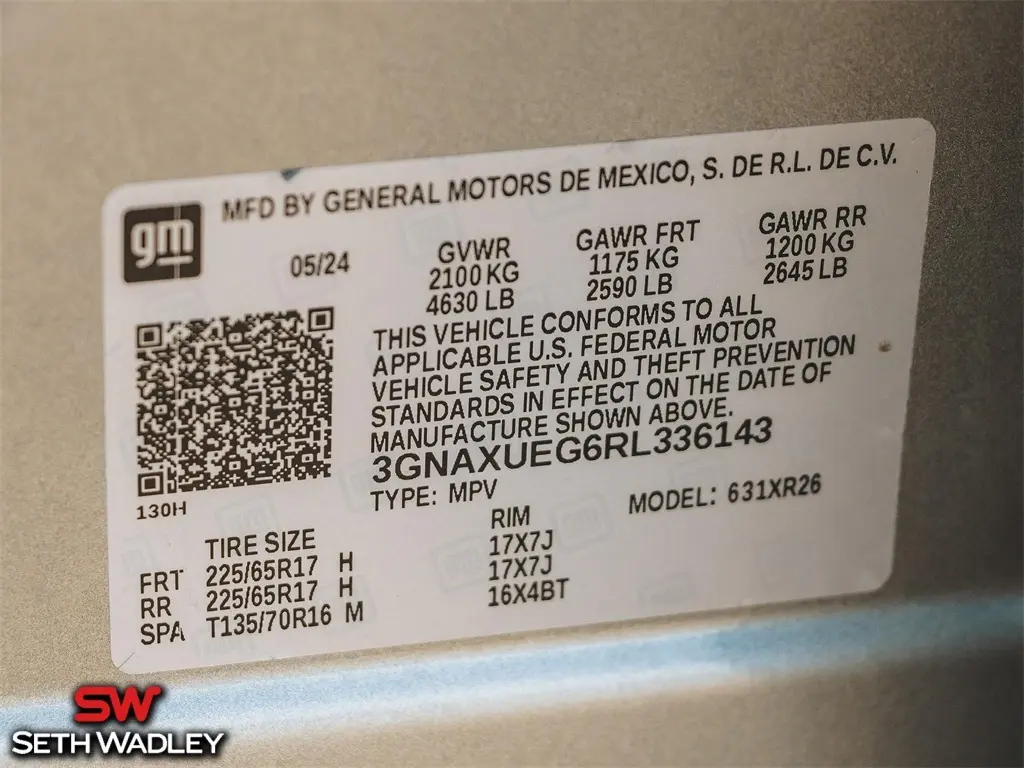 MFD BY GENERAL MOTORS DE MEXICO, S. DE R.L. DE C.V.
gm
05/24
GVWR
2100 KG
4630 LB
GAWR FRT
1175 KG
2590 LB
GAWR RR
1200 KG
2645 LB
THIS VEHICLE CONFORMS TO ALL
APPLICABLE U.S. FEDERAL MOTOR
VEHICLE SAFETY AND THEFT PREVENTION
STANDARDS IN EFFECT ON THE DATE OF
MANUFACTURE SHOWN ABOVE.
3GNAXUEG6RL336143
130H
TYPE: MPV
MODEL: 631XR26
TIRE SIZE RIM
FRT 225/65R17 H 17X7J
RR 225/65R17 H 17X7J
SPA T135/70R16 M 16X4BT
SW
SETH WADLEY